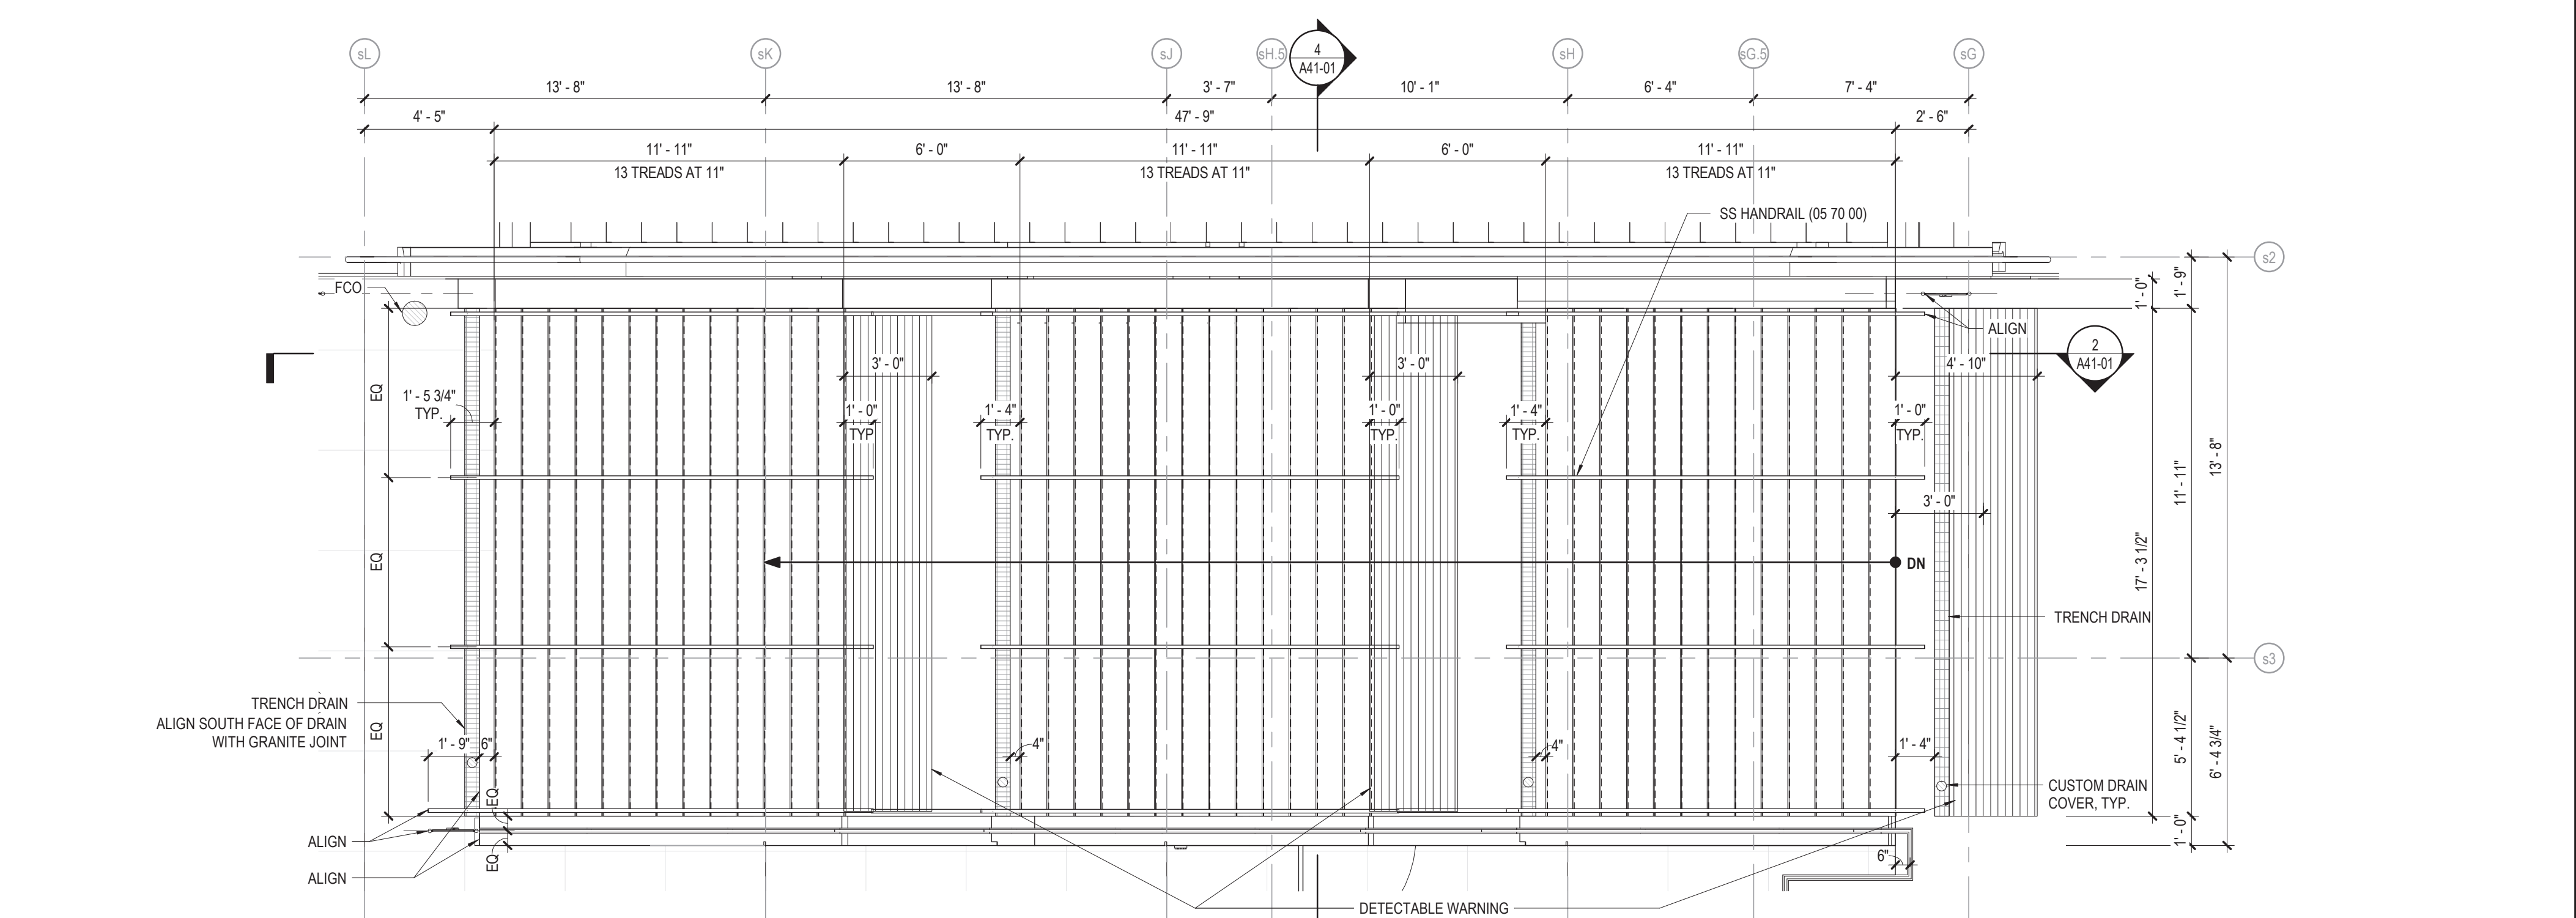 sL
sK
sJ
sH.5
4
A41-01
sH
sG.5
sG
13' - 8"
13' - 8"
3' - 7"
10' - 1"
6' - 4"
7' - 4"
4' - 5"
47' - 9"
2' - 6"
11' - 11"
6' - 0"
11' - 11"
6' - 0"
11' - 11"
13 TREADS AT 11"
13 TREADS AT 11"
13 TREADS AT 11"
SS HANDRAIL (05 70 00)
s2
1' - 9"
1' - 0"
FCO
ALIGN
2
A41-01
3' - 0"
3' - 0"
4' - 10"
EQ
1' - 5 3/4"
TYP.
1' - 0"
TYP
1' - 4"
TYP.
1' - 0"
TYP.
1' - 4"
TYP.
1' - 0"
TYP.
13' - 8"
11' - 11"
3' - 0"
17' - 3 1/2"
EQ
DN
TRENCH DRAIN
s3
TRENCH DRAIN
ALIGN SOUTH FACE OF DRAIN
WITH GRANITE JOINT
EQ
1' - 9"
6"
4"
4"
1' - 4"
5' - 4 1/2"
6' - 4 3/4"
CUSTOM DRAIN
COVER, TYP.
EQ
1' - 0"
ALIGN
EQ
6"
ALIGN
DETECTABLE WARNING